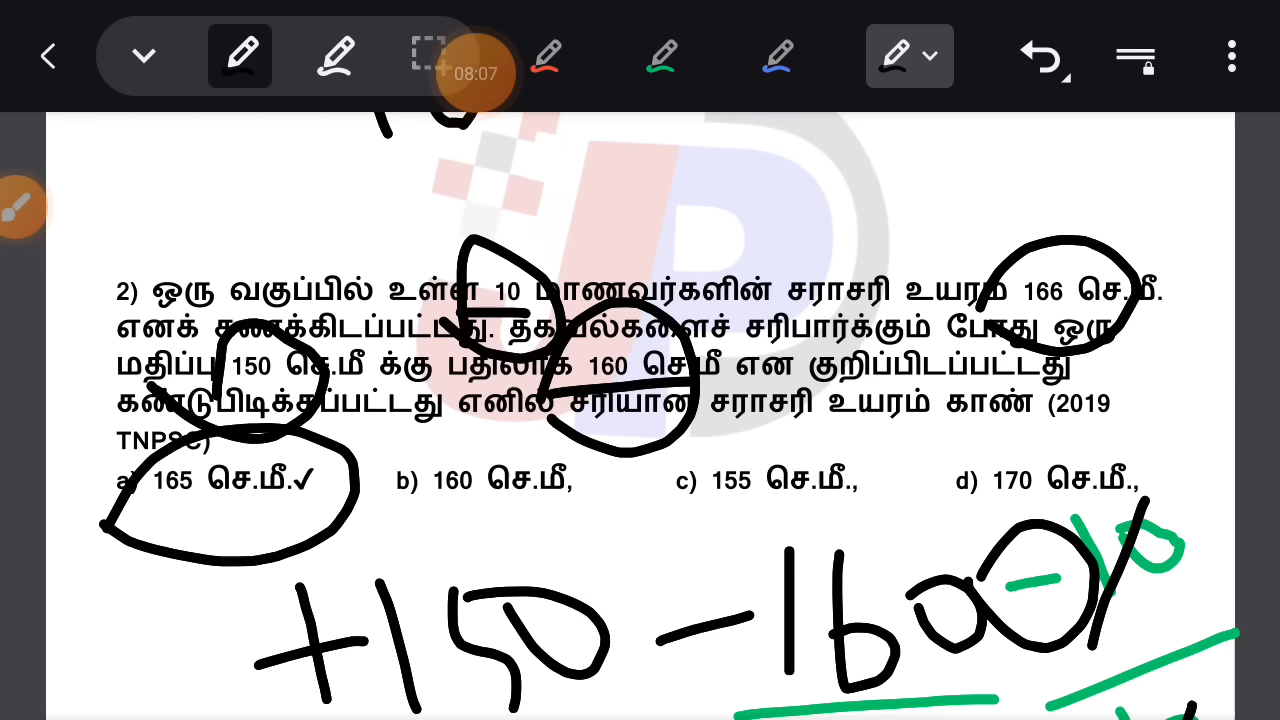 08:07
2) ஒரு வகுப்பில் உள்ள 10 மாணவர்களின் சராசரி உயரம் 166 செ.மீ.
எனக் கணக்கிடப்பட்டது. தகவல்களைச் சரிபார்க்கும் போது ஒரு
மதிப்பு 150 செ.மீ க்கு பதிலாக 160 செ.மீ என குறிப்பிடப்பட்டது
கண்டுபிடிக்கப்பட்டது எனில் சரியான சராசரி உயரம் காண் (2019
TNPSC)
a) 165 செ.மீ.✓ b) 160 செ.மீ, c) 155 செ.மீ., d) 170 செ.மீ.,
-10
+150 -160